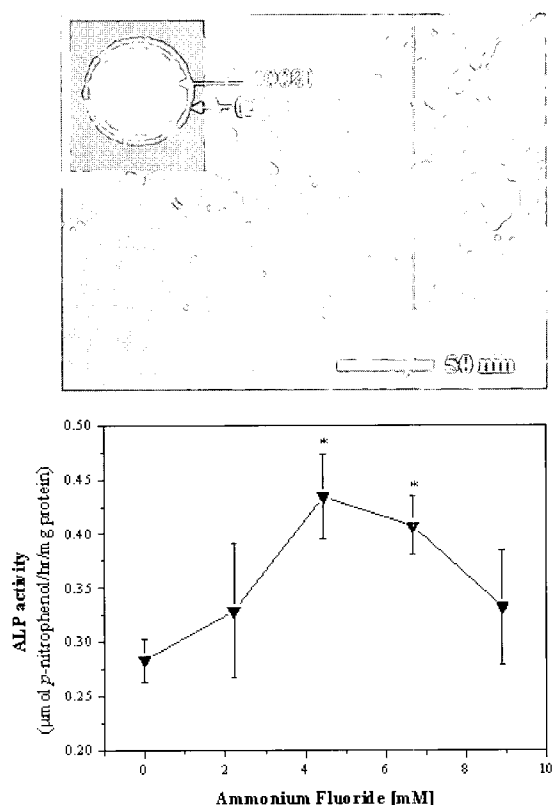 50 nm
0.50
0.45
0.40
0.35
0.30
0.25
0.20
ALP activity
(μmol p-nitrophenol/hr/mg protein)
*
*
0 2 4 6 8 10
Ammonium Fluoride [mM]